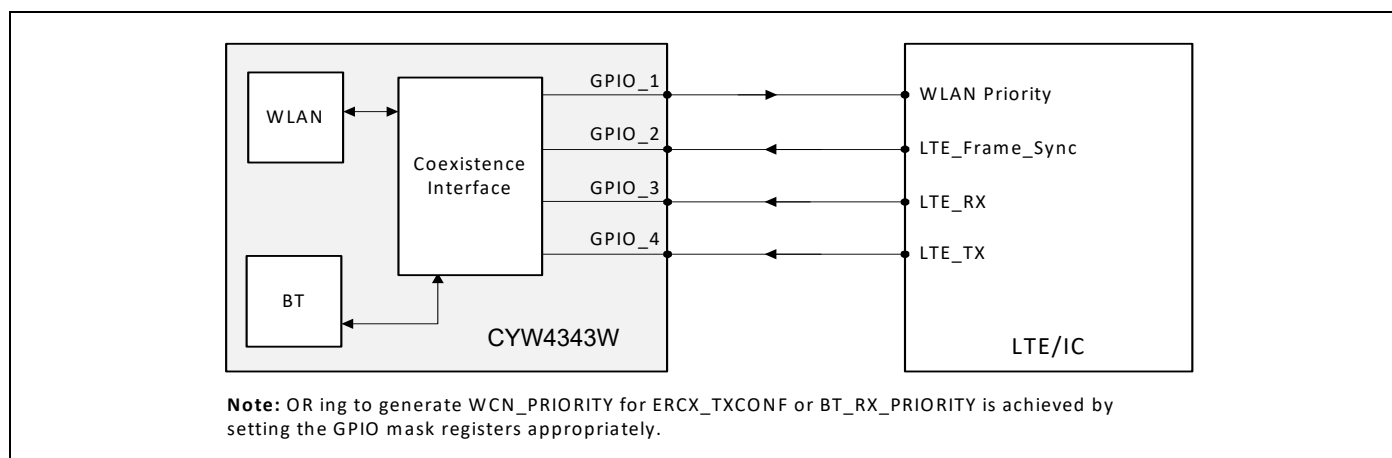 WLAN
BT
Coexistence
Interface
GPIO_1
GPIO_2
GPIO_3
GPIO_4
CYW4343W
WLAN Priority
LTE_Frame_Sync
LTE_RX
LTE_TX
LTE/IC
Note: OR ing to generate WCN_PRIORITY for ERCX_TXCONF or BT_RX_PRIORITY is achieved by
setting the GPIO mask registers appropriately.